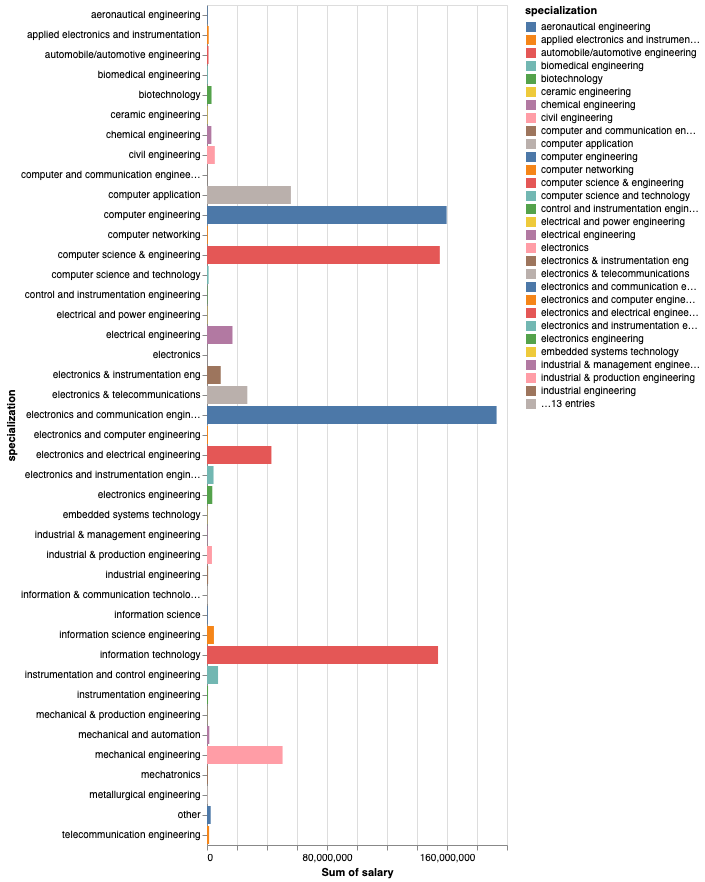 aeronautical engineering
applied electronics and instrumentation
automobile/automotive engineering
biomedical engineering
biotechnology
ceramic engineering
chemical engineering
civil engineering
computer and communication enginee…
computer application
computer engineering
computer networking
computer science & engineering
computer science and technology
control and instrumentation engineering
electrical and power engineering
electrical engineering
electronics
electronics & instrumentation eng
electronics & telecommunications
electronics and communication engin…
electronics and computer engineering
electronics and electrical engineering
electronics and instrumentation engin…
electronics engineering
embedded systems technology
industrial & management engineering
industrial & production engineering
industrial engineering
information & communication technolo…
information science
information science engineering
information technology
instrumentation and control engineering
instrumentation engineering
mechanical & production engineering
mechanical and automation
mechanical engineering
mechatronics
metallurgical engineering
other
telecommunication engineering
specialization
0 80,000,000 160,000,000
Sum of salary
specialization
aeronautical engineering
applied electronics and instrumen…
automobile/automotive engineering
biomedical engineering
biotechnology
ceramic engineering
chemical engineering
civil engineering
computer and communication en…
computer application
computer engineering
computer networking
computer science & engineering
computer science and technology
control and instrumentation engin…
electrical and power engineering
electrical engineering
electronics
electronics & instrumentation eng
electronics & telecommunications
electronics and communication e…
electronics and computer engine…
electronics and electrical enginee…
electronics and instrumentation e…
electronics engineering
embedded systems technology
industrial & management enginee…
industrial & production engineering
industrial engineering
…13 entries